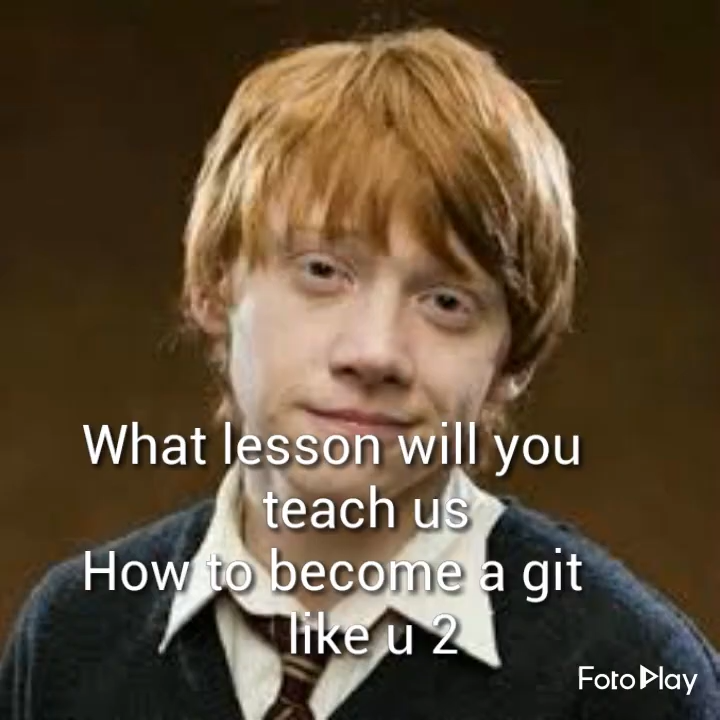 What lesson will you
teach us
How to become a git
like u 2
FotoPlay